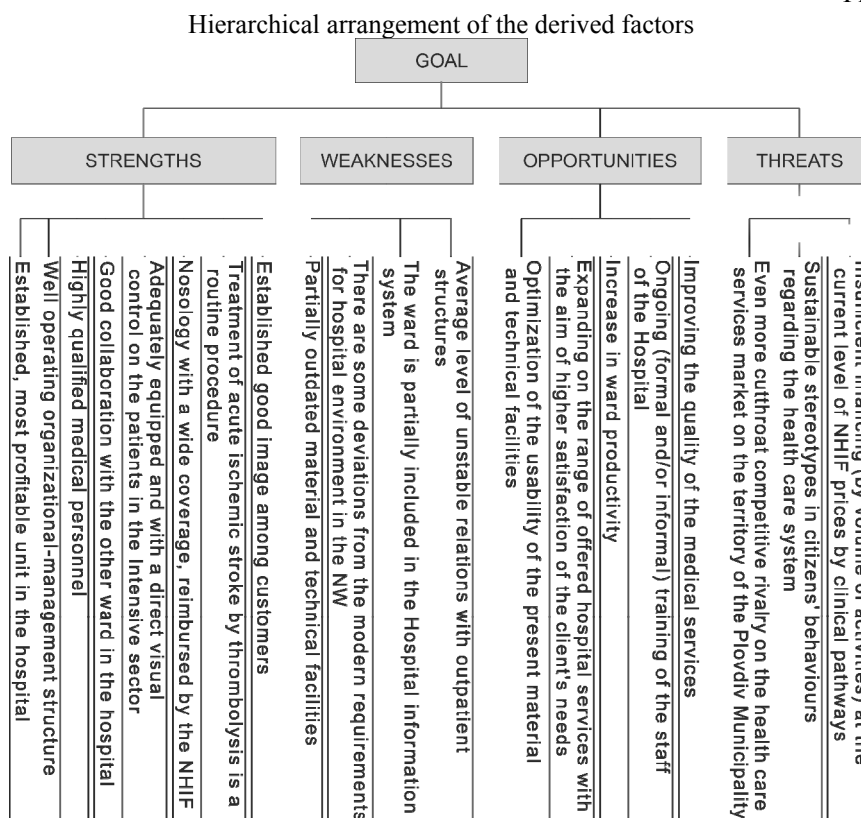 Hierarchical arrangement of the derived factors
GOAL
STRENGTHS
WEAKNESSES
OPPORTUNITIES
THREATS
Established good image among customers
Treatment of acute ischemic stroke by thrombolysis is a
routine procedure
Nosology with a wide coverage, reimbursed by the NHIF
Adequately equipped and with a direct visual
control on the patients in the Intensive sector
Good collaboration with the other ward in the hospital
Highly qualified medical personnel
Well operating organizational-management structure
Established, most profitable unit in the hospital
Average level of unstable relations with outpatient
structures
The ward is partially included in the Hospital information
system
There are some deviations from the modern requirements
for hospital environment in the NW
Partially outdated material and technical facilities
Improving the quality of the medical services
Ongoing (formal and/or informal) training of the staff
of the Hospital
Increase in ward productivity
Expanding on the range of offered hospital services with
the aim of higher satisfaction of the client's needs
Optimization of the usability of the present material
and technical facilities
Insufficient financing (by volume of activities) at the
current level of NHIF prices by clinical pathways
Sustainable stereotypes in citizens' behaviours
regarding the health care system
Even more cutthroat competitive rivalry on the health care
services market on the territory of the Plovdiv Municipality